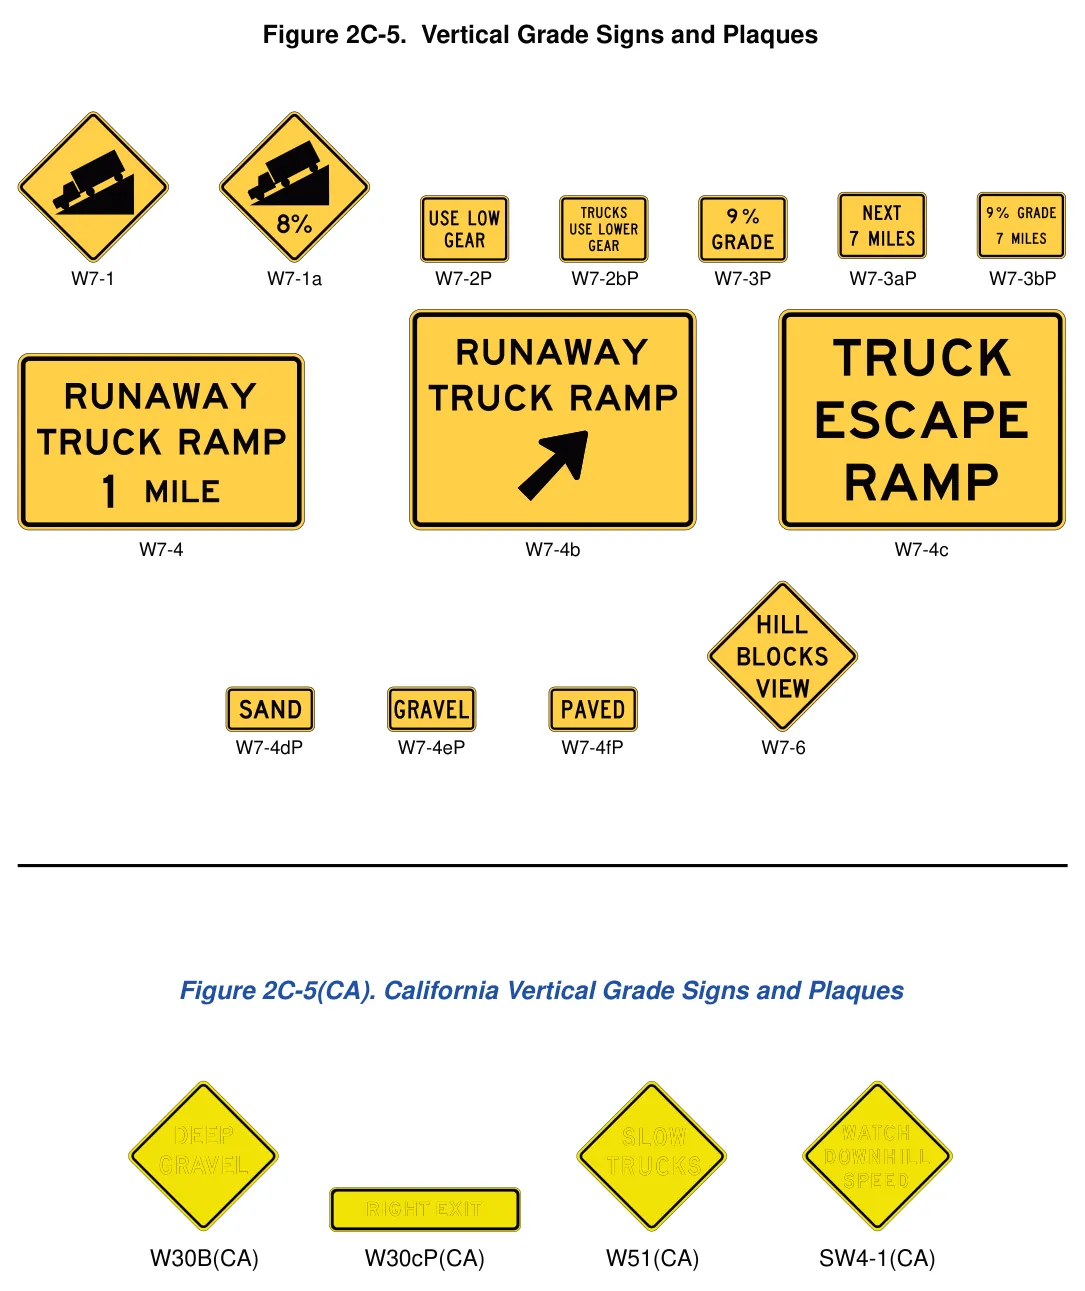 Figure 2C-5. Vertical Grade Signs and Plaques
8%
W7-1
W7-1a
USE LOW
GEAR
W7-2P
TRUCKS
USE LOWER
GEAR
W7-2bP
9%
GRADE
W7-3P
NEXT
7 MILES
W7-3aP
9% GRADE
7 MILES
W7-3bP
RUNAWAY
TRUCK RAMP
1 MILE
W7-4
RUNAWAY
TRUCK RAMP
W7-4b
TRUCK
ESCAPE
RAMP
W7-4c
SAND
W7-4dP
GRAVEL
W7-4eP
PAVED
W7-4fP
HILL
BLOCKS
VIEW
W7-6
Figure 2C-5(CA). California Vertical Grade Signs and Plaques
DEEP
GRAVEL
W30B(CA)
RIGHT EXIT
W30cP(CA)
SLOW
TRUCKS
W51(CA)
WATCH
DOWNHILL
SPEED
SW4-1(CA)